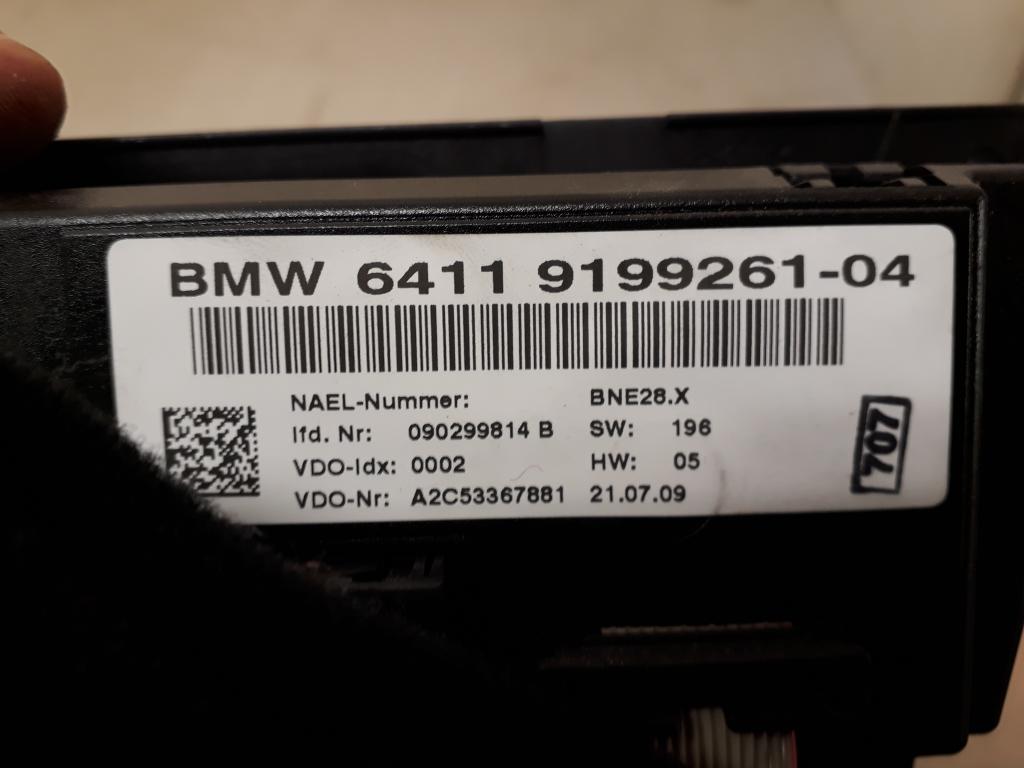 BMW 6411 9199261-04
NAEL-Nummer: BNE28.X
lfd. Nr: 090299814 B SW: 196
VDO-Idx: 0002 HW: 05
VDO-Nr: A2C53367881 21.07.09
707